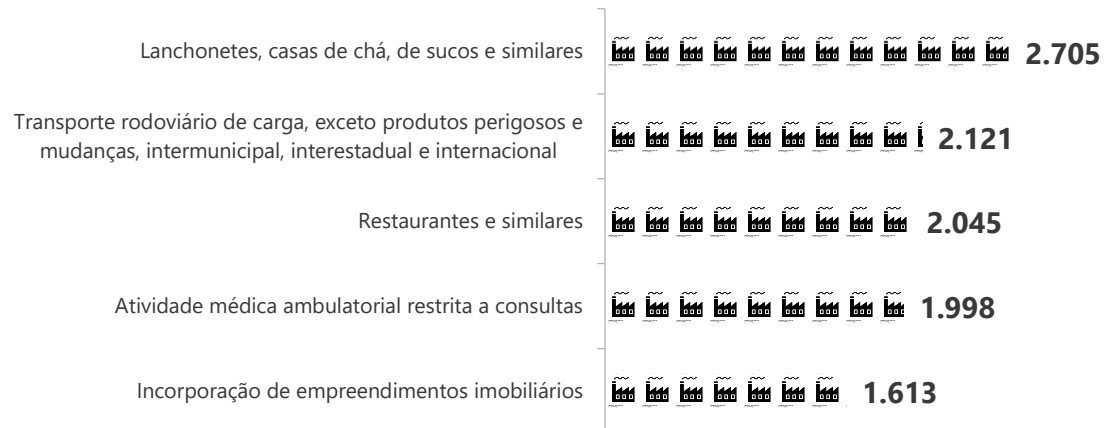 Lanchonetes, casas de chá, de sucos e similares
2.705
Transporte rodoviário de carga, exceto produtos perigosos e
mudanças, intermunicipal, interestadual e internacional
2.121
Restaurantes e similares
2.045
Atividade médica ambulatorial restrita a consultas
1.998
Incorporação de empreendimentos imobiliários
1.613